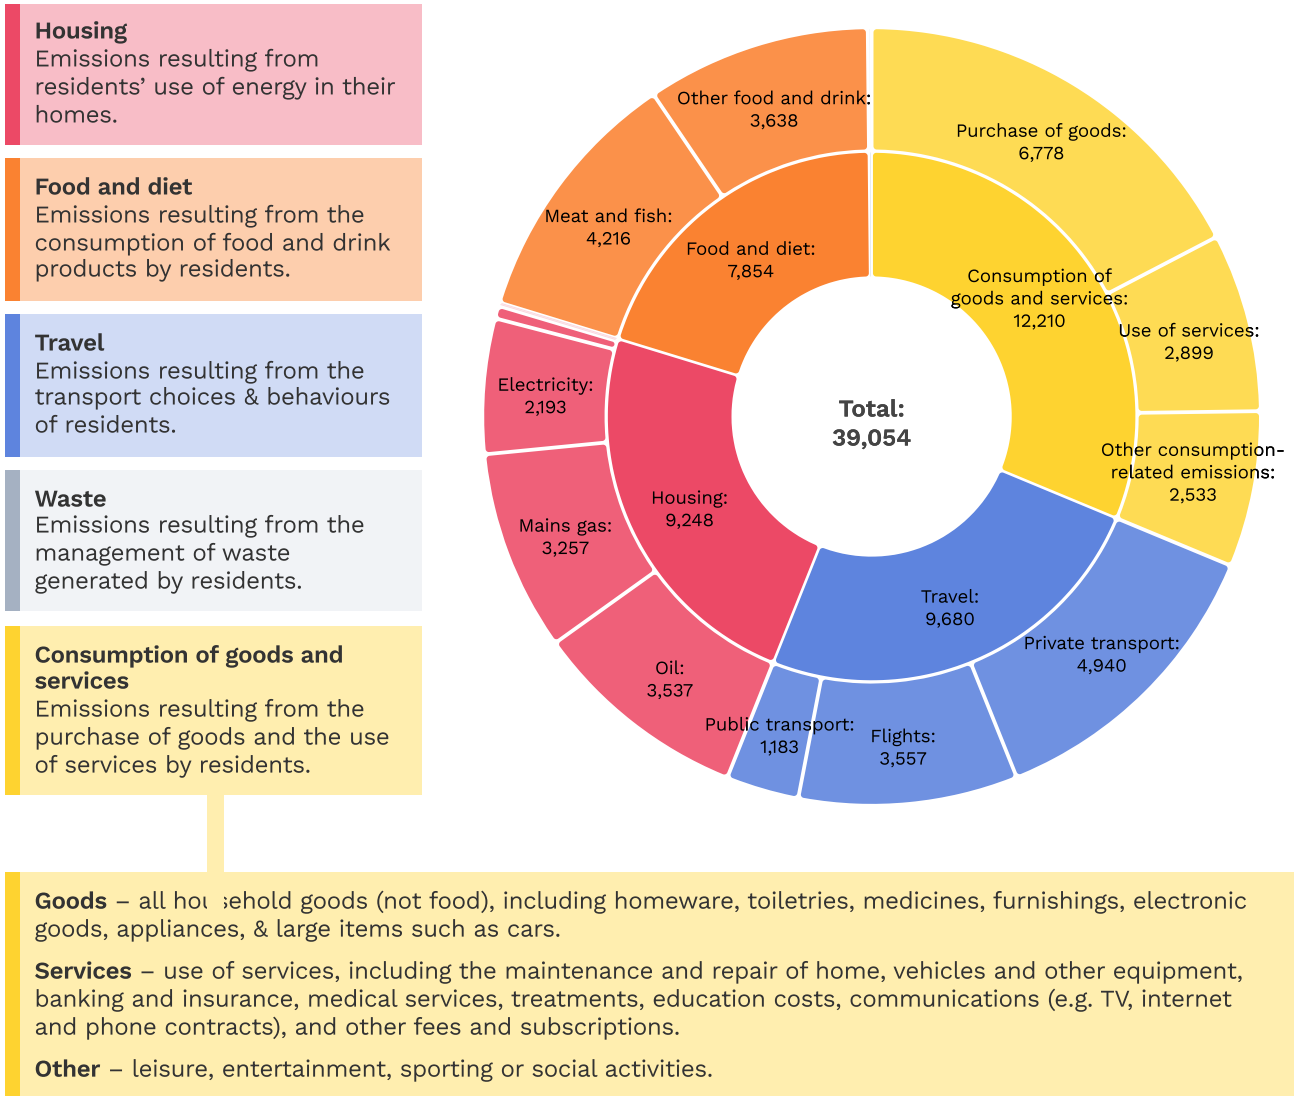 Housing
Emissions resulting from
residents’ use of energy in their
homes.
Food and diet
Emissions resulting from the
consumption of food and drink
products by residents.
Travel
Emissions resulting from the
transport choices & behaviours
of residents.
Waste
Emissions resulting from the
management of waste
generated by residents.
Consumption of goods and
services
Emissions resulting from the
purchase of goods and the use
of services by residents.
Other food and drink:
3,638
Purchase of goods:
6,778
Meat and fish:
4,216
Food and diet:
7,854
Consumption of
goods and services:
12,210
Use of services:
2,899
Electricity:
2,193
Total:
39,054
Other consumption-
related emissions:
2,533
Housing:
9,248
Mains gas:
3,257
Travel:
9,680
Private transport:
4,940
Oil:
3,537
Public transport:
1,183
Flights:
3,557
Goods – all household goods (not food), including homeware, toiletries, medicines, furnishings, electronic
goods, appliances, & large items such as cars.
Services – use of services, including the maintenance and repair of home, vehicles and other equipment,
banking and insurance, medical services, treatments, education costs, communications (e.g. TV, internet
and phone contracts), and other fees and subscriptions.
Other – leisure, entertainment, sporting or social activities.